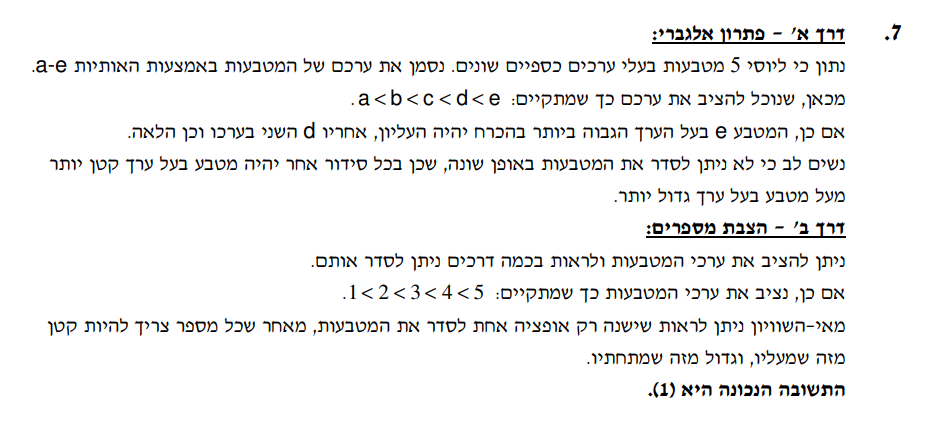 7. דרך א' - פתרון אלגברי:
נתון כי ליוסי 5 מטבעות בעלי ערכים כספיים שונים. נסמן את ערכם של המטבעות באמצעות האותיות a-e.
מכאן, שנוכל להציב את ערכם כך שמתקיים: a < b < c < d < e.
אם כן, המטבע e בעל הערך הגבוה ביותר בהכרח יהיה העליון, אחריו d השני בערכו וכן הלאה.
נשים לב כי לא ניתן לסדר את המטבעות באופן שונה, שכן בכל סידור אחר יהיה מטבע בעל ערך קטן יותר
מעל מטבע בעל ערך גדול יותר.
דרך ב' - הצבת מספרים:
ניתן להציב את ערכי המטבעות ולראות בכמה דרכים ניתן לסדר אותם.
אם כן, נציב את ערכי המטבעות כך שמתקיים: 1 < 2 < 3 < 4 < 5.
מאי-השוויון ניתן לראות שישנה רק אופציה אחת לסדר את המטבעות, מאחר שכל מספר צריך להיות קטן
מזה שמעליו, וגדול מזה שמתחתיו.
התשובה הנכונה היא (1).